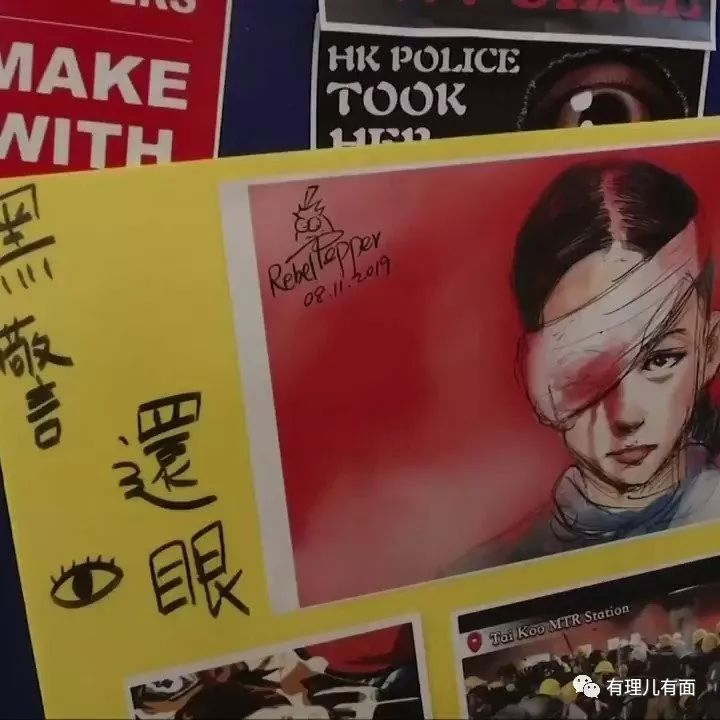 MAKE
WITH
HK POLICE
TOOK
HER
RebelPepper
08.11.2019
黑警
還眼
Tai Koo MTR Station
有理儿有面